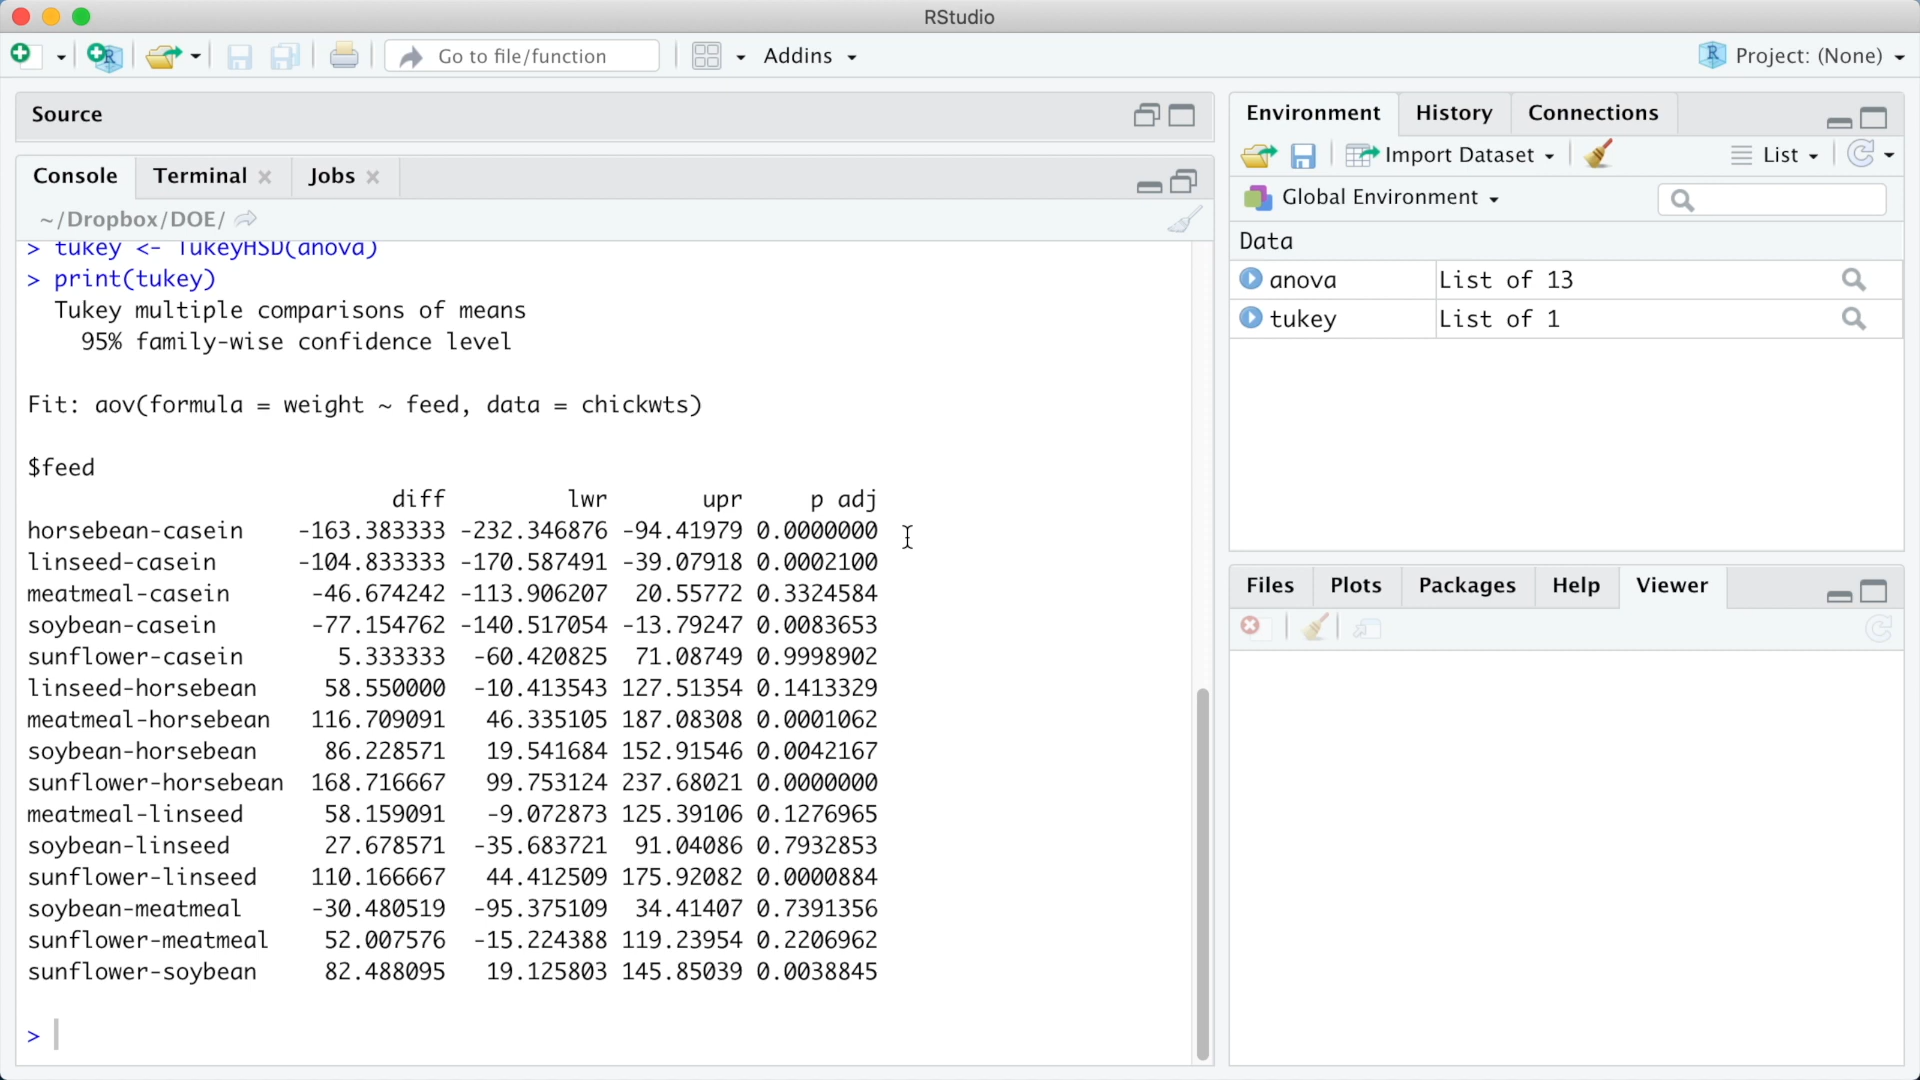 RStudio
Go to file/function
Addins
Project: (None)
Source
Console Terminal Jobs
~/Dropbox/DOE/
> tukey <- TukeyHSD(anova)
> print(tukey)
Tukey multiple comparisons of means
95% family-wise confidence level
Fit: aov(formula = weight ~ feed, data = chickwts)
$feed
diff lwr upr p adj
horsebean-casein -163.383333 -232.346876 -94.41979 0.0000000
linseed-casein -104.833333 -170.587491 -39.07918 0.0002100
meatmeal-casein -46.674242 -113.906207 20.55772 0.3324584
soybean-casein -77.154762 -140.517054 -13.79247 0.0083653
sunflower-casein 5.333333 -60.420825 71.08749 0.9998902
linseed-horsebean 58.550000 -10.413543 127.51354 0.1413329
meatmeal-horsebean 116.709091 46.335105 187.08308 0.0001062
soybean-horsebean 86.228571 19.541684 152.91546 0.0042167
sunflower-horsebean 168.716667 99.753124 237.68021 0.0000000
meatmeal-linseed 58.159091 -9.072873 125.39106 0.1276965
soybean-linseed 27.678571 -35.683721 91.04086 0.7932853
sunflower-linseed 110.166667 44.412509 175.92082 0.0000884
soybean-meatmeal -30.480519 -95.375109 34.41407 0.7391356
sunflower-meatmeal 52.007576 -15.224388 119.23954 0.2206962
sunflower-soybean 82.488095 19.125803 145.85039 0.0038845
>
Environment History Connections
Import Dataset List
Global Environment
Data
anova List of 13
tukey List of 1
Files Plots Packages Help Viewer